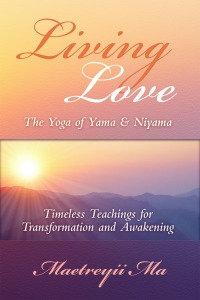 Living
Love
The Yoga of Yama & Niyama
Timeless Teachings for
Transformation and Awakening
Maetreyii Ma